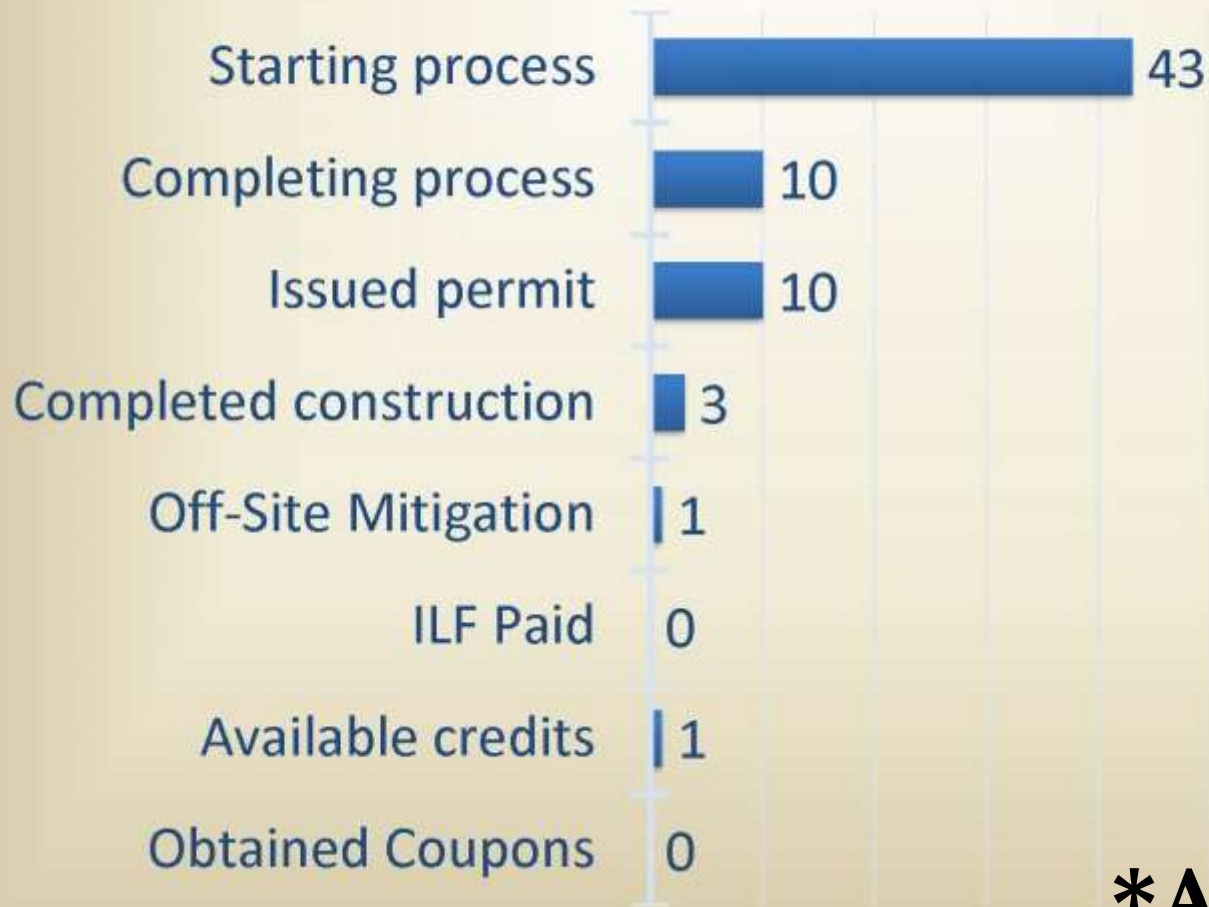 Starting process 43
Completing process 10
Issued permit 10
Completed construction 3
Off-Site Mitigation 1
ILF Paid 0
Available credits 1
Obtained Coupons 0